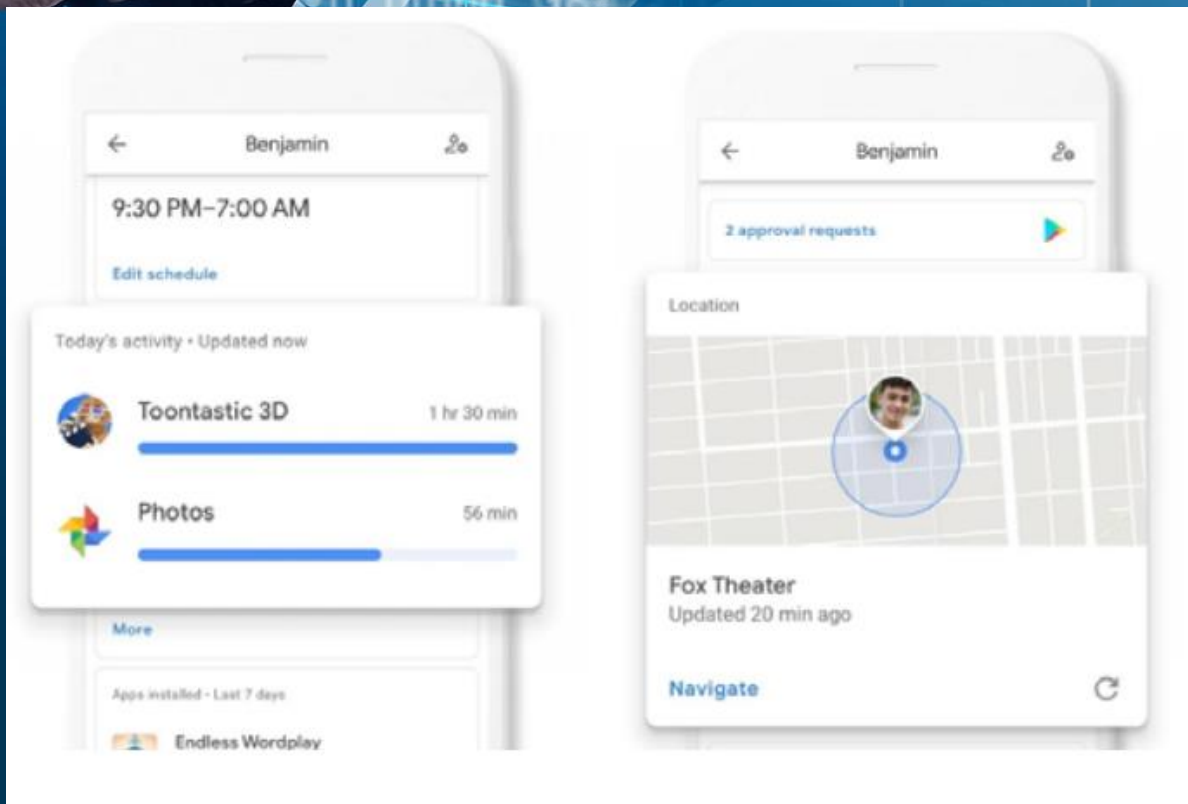 Benjamin
9:30 PM–7:00 AM
Edit schedule
Today's activity • Updated now
Toontastic 3D
1 hr 30 min
Photos
56 min
More
Apps installed • Last 7 days
Endless Wordplay
Benjamin
2 approval requests
Location
Fox Theater
Updated 20 min ago
Navigate